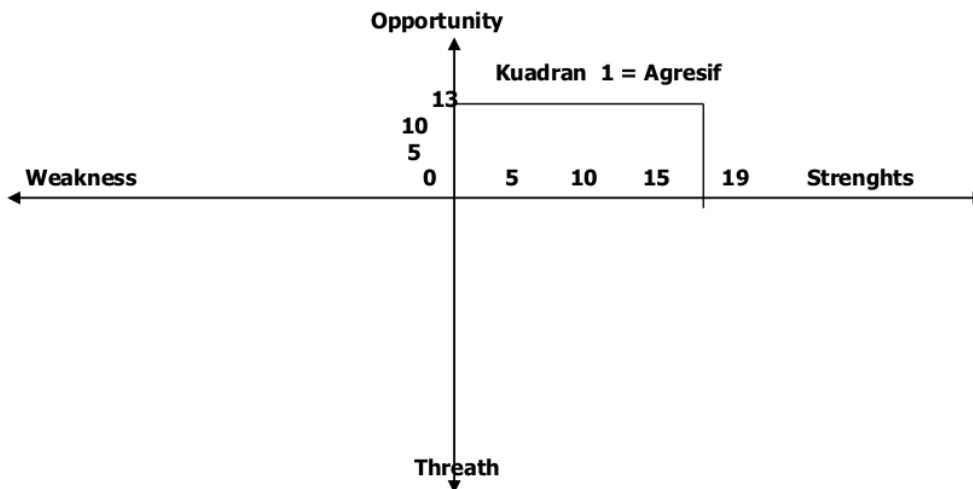 Opportunity
Kuadran 1 = Agresif
13
10
5
Weakness 0 5 10 15 19 Strenghts
Threath